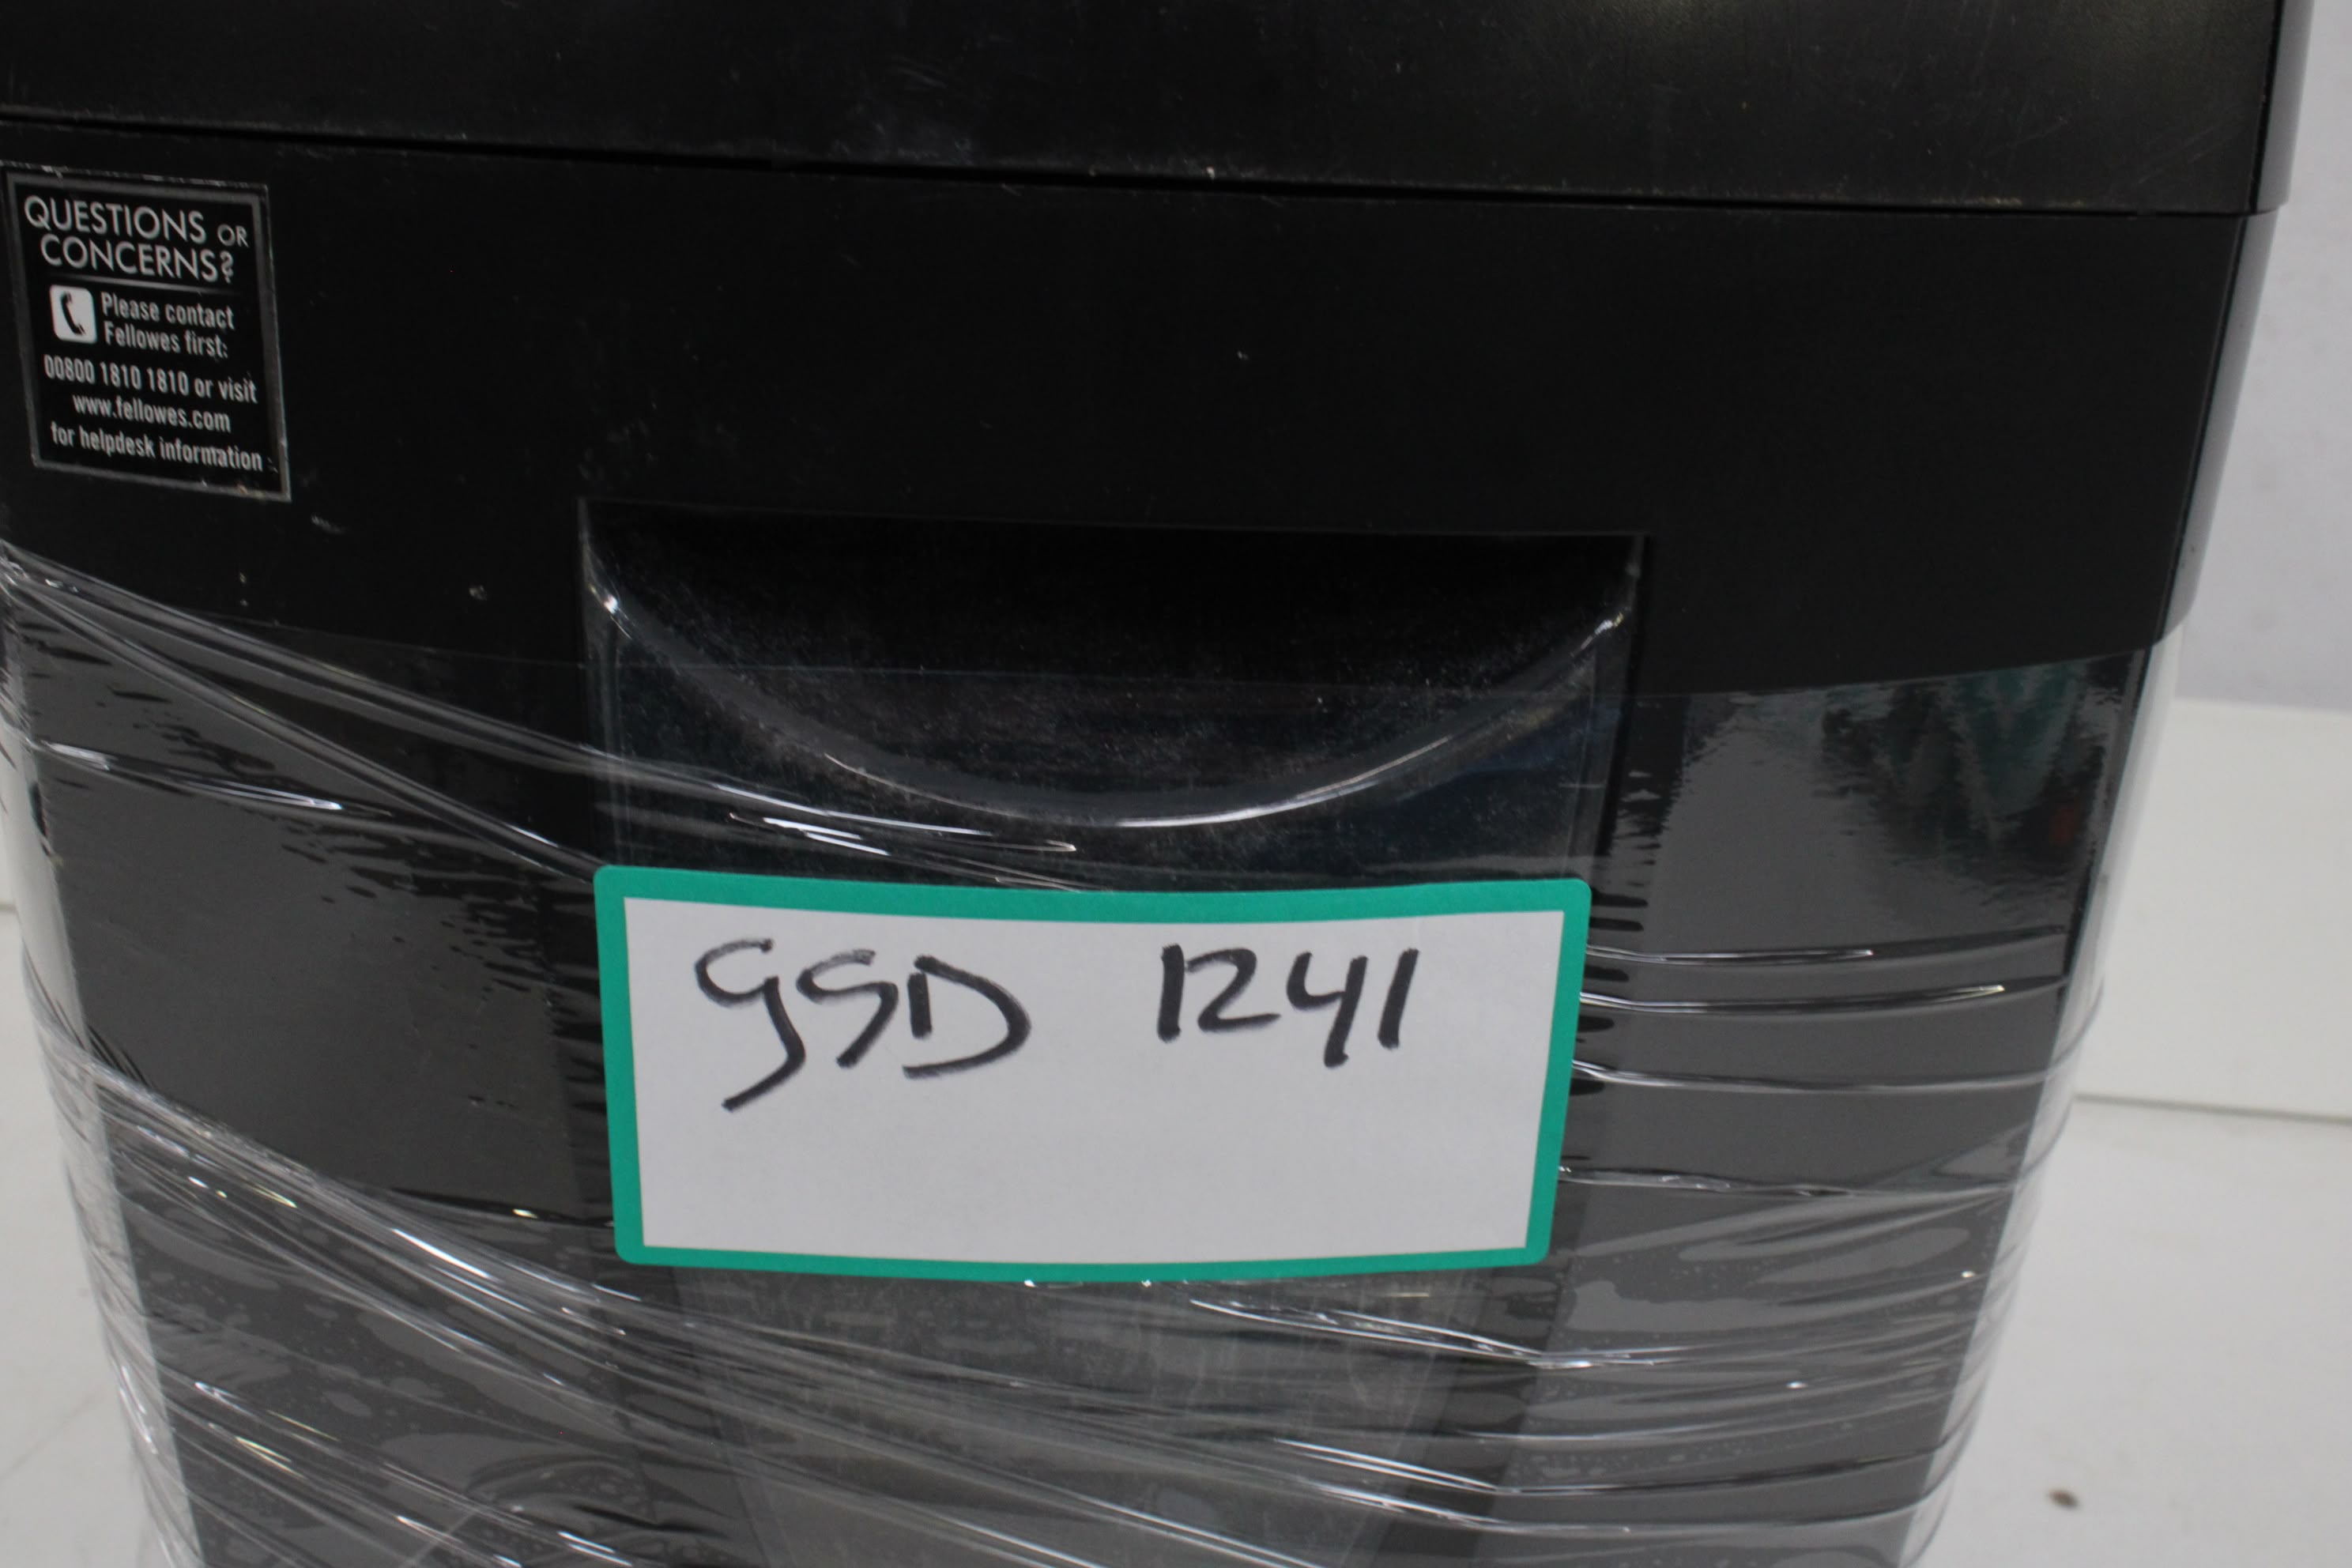 QUESTIONS OR
CONCERNS?
Please contact
Fellowes first:
00800 1810 1810 or visit
www.fellowes.com
for helpdesk information
GSD 1241